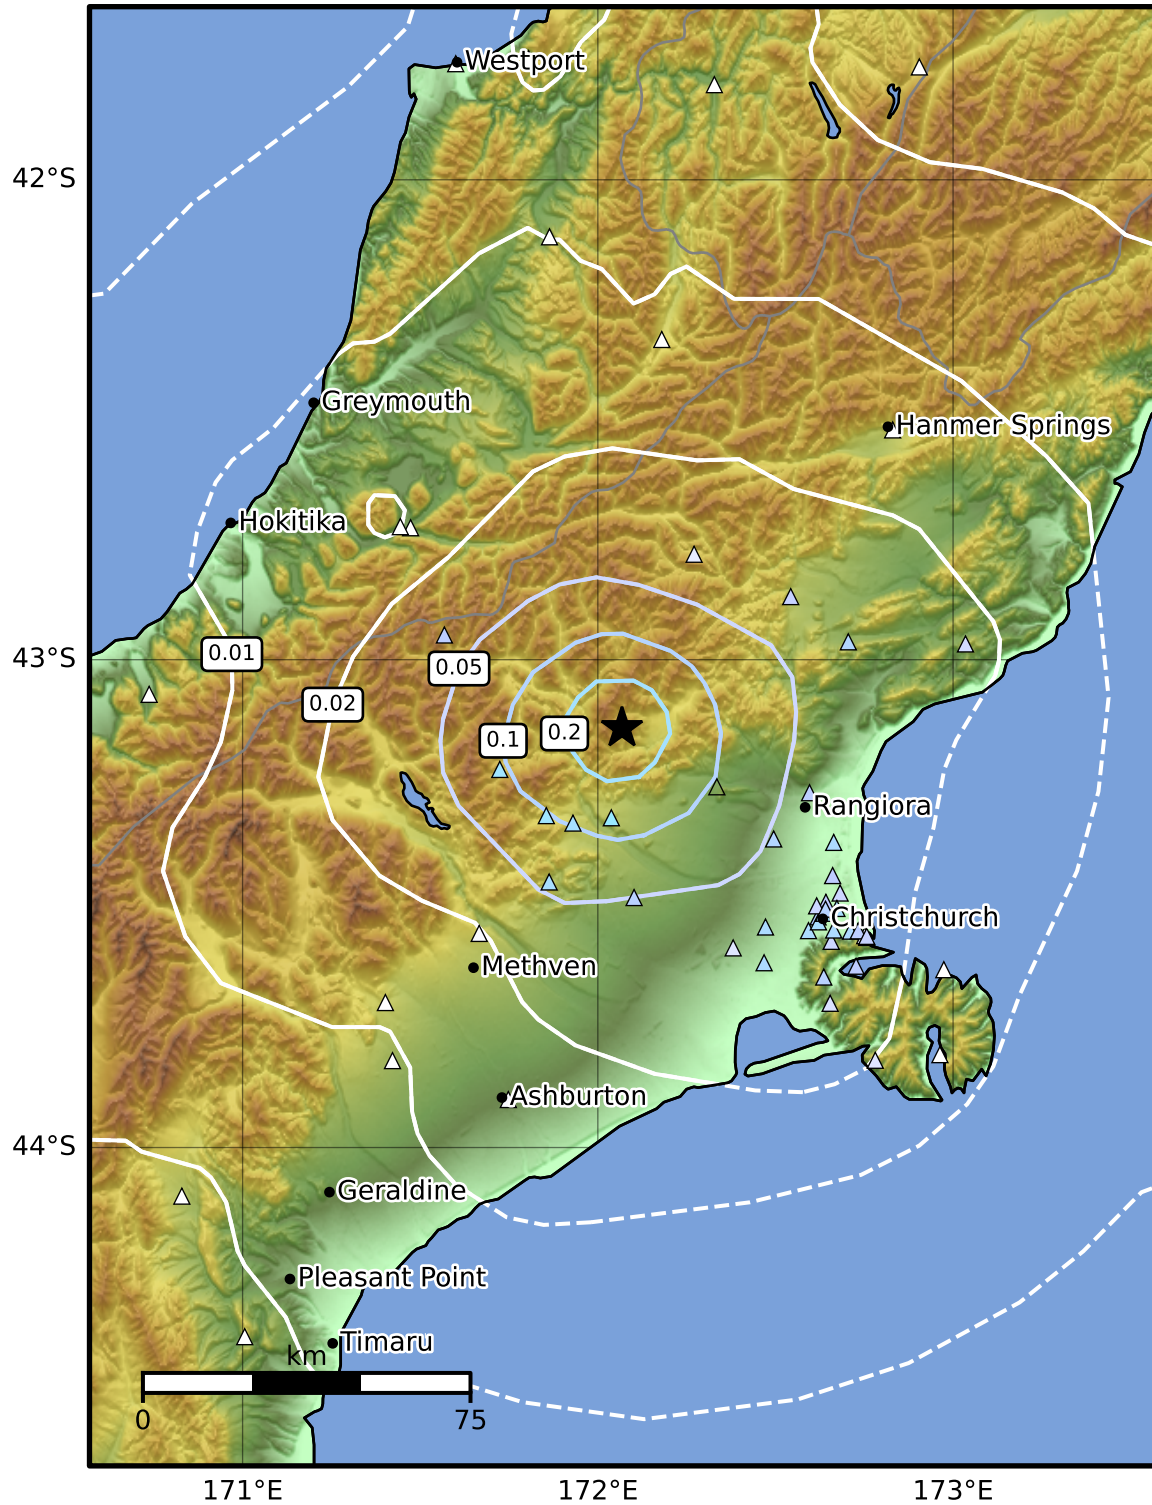 Westport
42°S
Greymouth
Hanmer Springs
Hokitika
0.01
43°S
0.05
0.02
0.1
0.2
Rangiora
Christchurch
Methven
Ashburton
44°S
Geraldine
Pleasant Point
Timaru
km
0
75
171°E
172°E
173°E